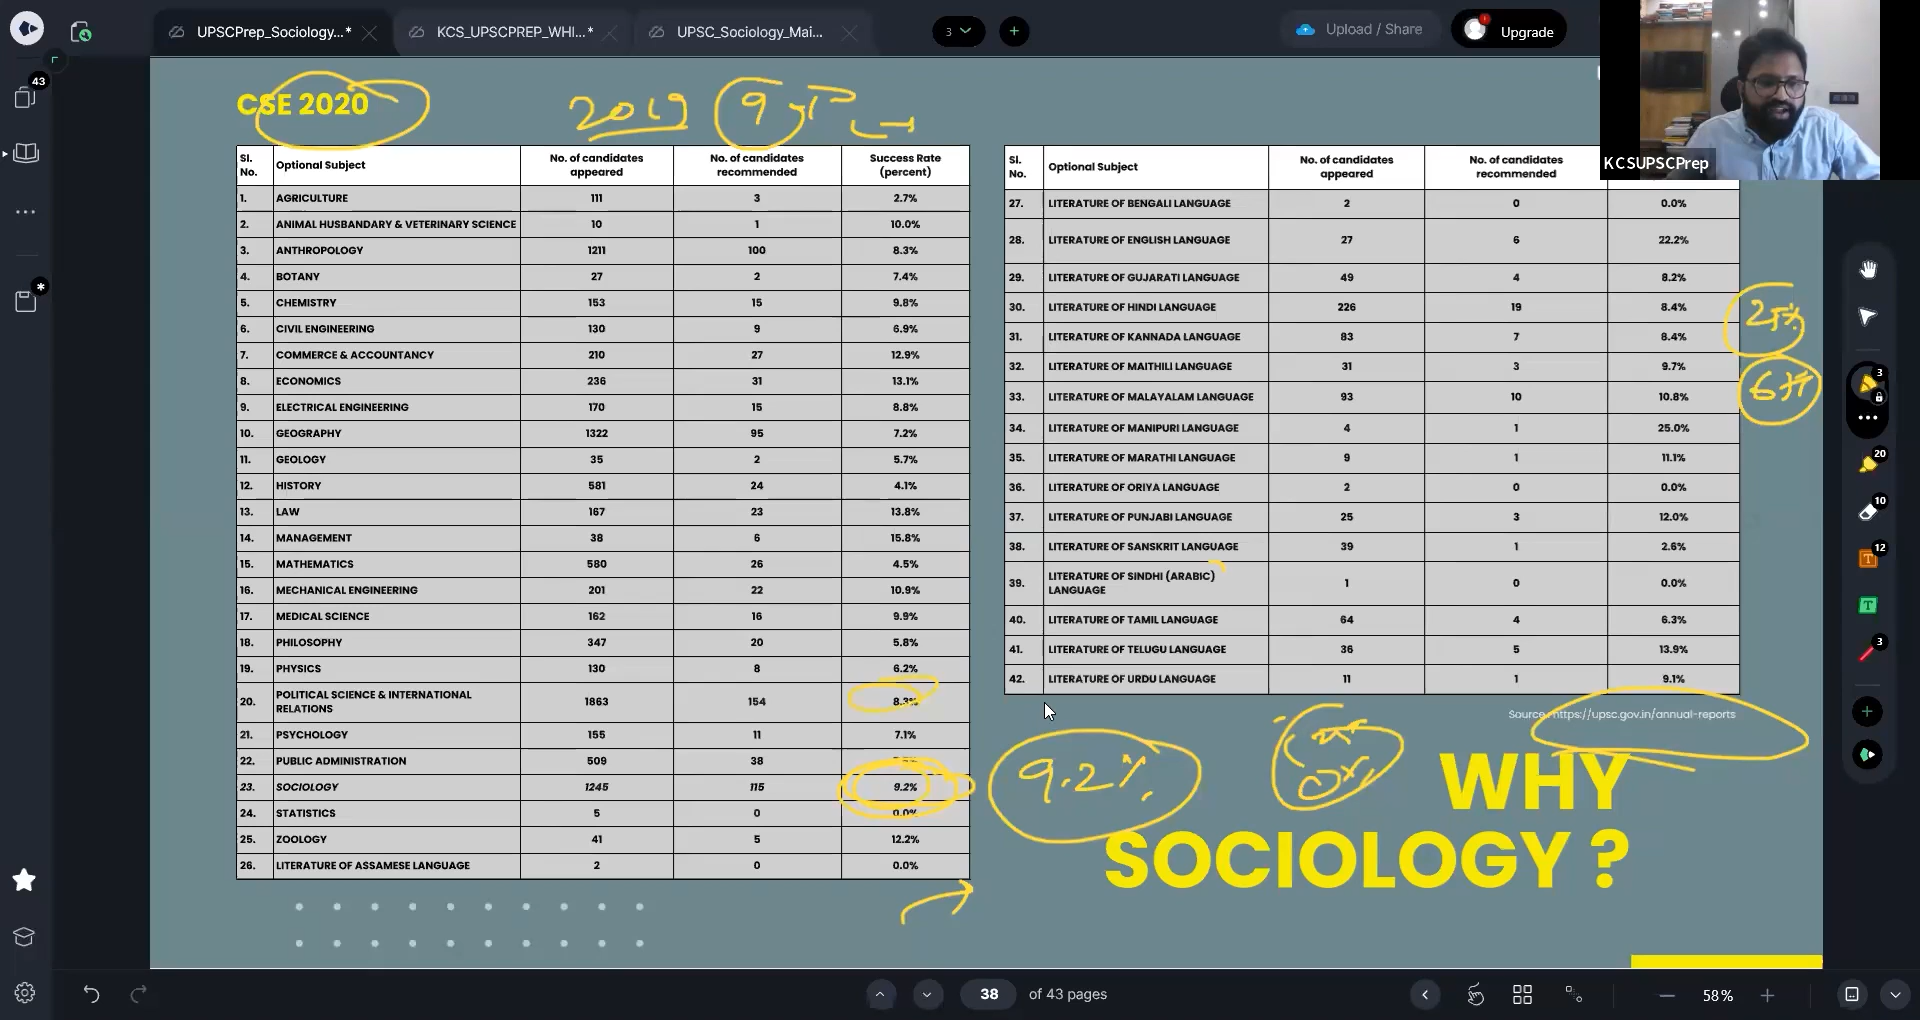 UPSCPrep_Sociology...*
KCS_UPSCPREP_WHI...*
UPSC_Sociology_Mai...
3
Upload / Share
Upgrade
43
CSE 2020
2019 9
KCSUPSCPrep
Sl. No. Optional Subject No. of candidates appeared No. of candidates recommended Success Rate (percent)
1. AGRICULTURE 111 3 2.7%
2. ANIMAL HUSBANDARY & VETERINARY SCIENCE 10 1 10.0%
3. ANTHROPOLOGY 1211 100 8.3%
4. BOTANY 27 2 7.4%
5. CHEMISTRY 153 15 9.8%
6. CIVIL ENGINEERING 130 9 6.9%
7. COMMERCE & ACCOUNTANCY 210 27 12.9%
8. ECONOMICS 236 31 13.1%
9. ELECTRICAL ENGINEERING 170 15 8.8%
10. GEOGRAPHY 1322 95 7.2%
11. GEOLOGY 35 2 5.7%
12. HISTORY 581 24 4.1%
13. LAW 167 23 13.8%
14. MANAGEMENT 38 6 15.8%
15. MATHEMATICS 580 26 4.5%
16. MECHANICAL ENGINEERING 201 22 10.9%
17. MEDICAL SCIENCE 162 16 9.9%
18. PHILOSOPHY 347 20 5.8%
19. PHYSICS 130 8 6.2%
20. POLITICAL SCIENCE & INTERNATIONAL RELATIONS 1863 154 8.3%
21. PSYCHOLOGY 155 11 7.1%
22. PUBLIC ADMINISTRATION 509 38
23. SOCIOLOGY 1245 115 9.2%
24. STATISTICS 5 0 0.0%
25. ZOOLOGY 41 5 12.2%
26. LITERATURE OF ASSAMESE LANGUAGE 2 0 0.0%
Sl. No. Optional Subject No. of candidates appeared No. of candidates recommended
27. LITERATURE OF BENGALI LANGUAGE 2 0 0.0%
28. LITERATURE OF ENGLISH LANGUAGE 27 6 22.2%
29. LITERATURE OF GUJARATI LANGUAGE 49 4 8.2%
30. LITERATURE OF HINDI LANGUAGE 226 19 8.4%
31. LITERATURE OF KANNADA LANGUAGE 83 7 8.4%
32. LITERATURE OF MAITHILI LANGUAGE 31 3 9.7%
33. LITERATURE OF MALAYALAM LANGUAGE 93 10 10.8%
34. LITERATURE OF MANIPURI LANGUAGE 4 1 25.0%
35. LITERATURE OF MARATHI LANGUAGE 9 1 11.1%
36. LITERATURE OF ORIYA LANGUAGE 2 0 0.0%
37. LITERATURE OF PUNJABI LANGUAGE 25 3 12.0%
38. LITERATURE OF SANSKRIT LANGUAGE 39 1 2.6%
39. LITERATURE OF SINDHI (ARABIC) LANGUAGE 1 0 0.0%
40. LITERATURE OF TAMIL LANGUAGE 64 4 6.3%
41. LITERATURE OF TELUGU LANGUAGE 36 5 13.9%
42. LITERATURE OF URDU LANGUAGE 11 1 9.1%
25%
Source: https://upsc.gov.in/annual-reports
9.2%
0%
WHY
SOCIOLOGY ?
3
20
10
12
3
38 of 43 pages
58%